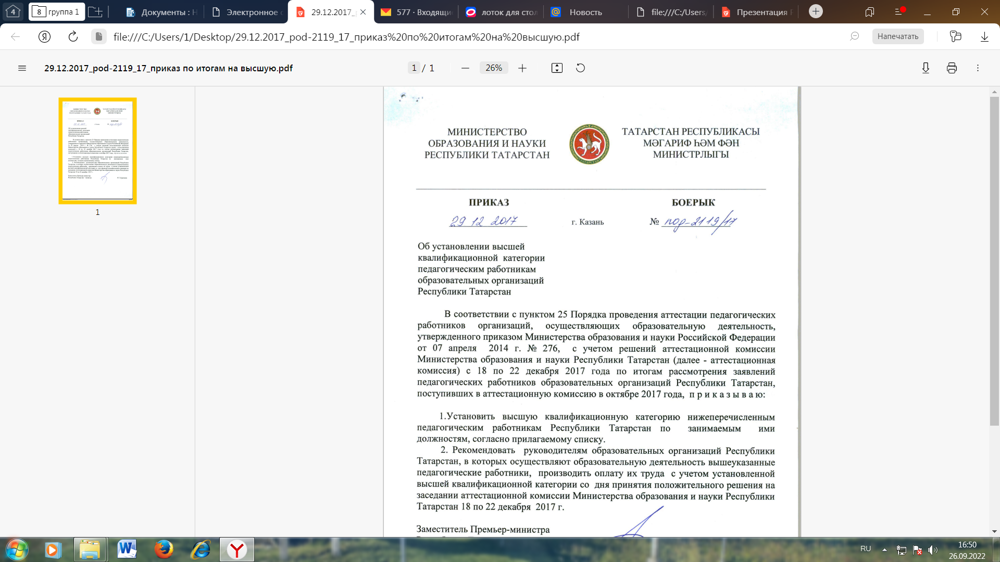 4
8 группа 1
Документы : Н
Электронное о
29.12.2017_p
577 · Входящие
лоток для стол
Новость
file:///C:/Users/
Презентация P
file:///C:/Users/1/Desktop/29.12.2017_pod-2119_17_приказ%20по%20итогам%20на%20высшую.pdf
Напечатать
29.12.2017_pod-2119_17_приказ по итогам на высшую.pdf
1 / 1
26%
1
МИНИСТЕРСТВО
ОБРАЗОВАНИЯ И НАУКИ
РЕСПУБЛИКИ ТАТАРСТАН
ТАТАРСТАН
ТАТАРСТАН РЕСПУБЛИКАСЫ
МӘГАРИФ ҺӘМ ФӘН
МИНИСТРЛЫГЫ
ПРИКАЗ
БОЕРЫК
29 12 2017
г. Казань
№ под-2119/17
Об установлении высшей
квалификационной категории
педагогическим работникам
образовательных организаций
Республики Татарстан
В соответствии с пунктом 25 Порядка проведения аттестации педагогических
работников организаций, осуществляющих образовательную деятельность,
утвержденного приказом Министерства образования и науки Российской Федерации
от 07 апреля 2014 г. № 276, с учетом решений аттестационной комиссии
Министерства образования и науки Республики Татарстан (далее - аттестационная
комиссия) с 18 по 22 декабря 2017 года по итогам рассмотрения заявлений
педагогических работников образовательных организаций Республики Татарстан,
поступивших в аттестационную комиссию в октябре 2017 года, п р и к а з ы в а ю:
1.Установить высшую квалификационную категорию нижеперечисленным
педагогическим работникам Республики Татарстан по занимаемым ими
должностям, согласно прилагаемому списку.
2. Рекомендовать руководителям образовательных организаций Республики
Татарстан, в которых осуществляют образовательную деятельность вышеуказанные
педагогические работники, производить оплату их труда с учетом установленной
высшей квалификационной категории со дня принятия положительного решения на
заседании аттестационной комиссии Министерства образования и науки Республики
Татарстан 18 по 22 декабря 2017 г.
Заместитель Премьер-министра
RU
16:50
26.09.2022